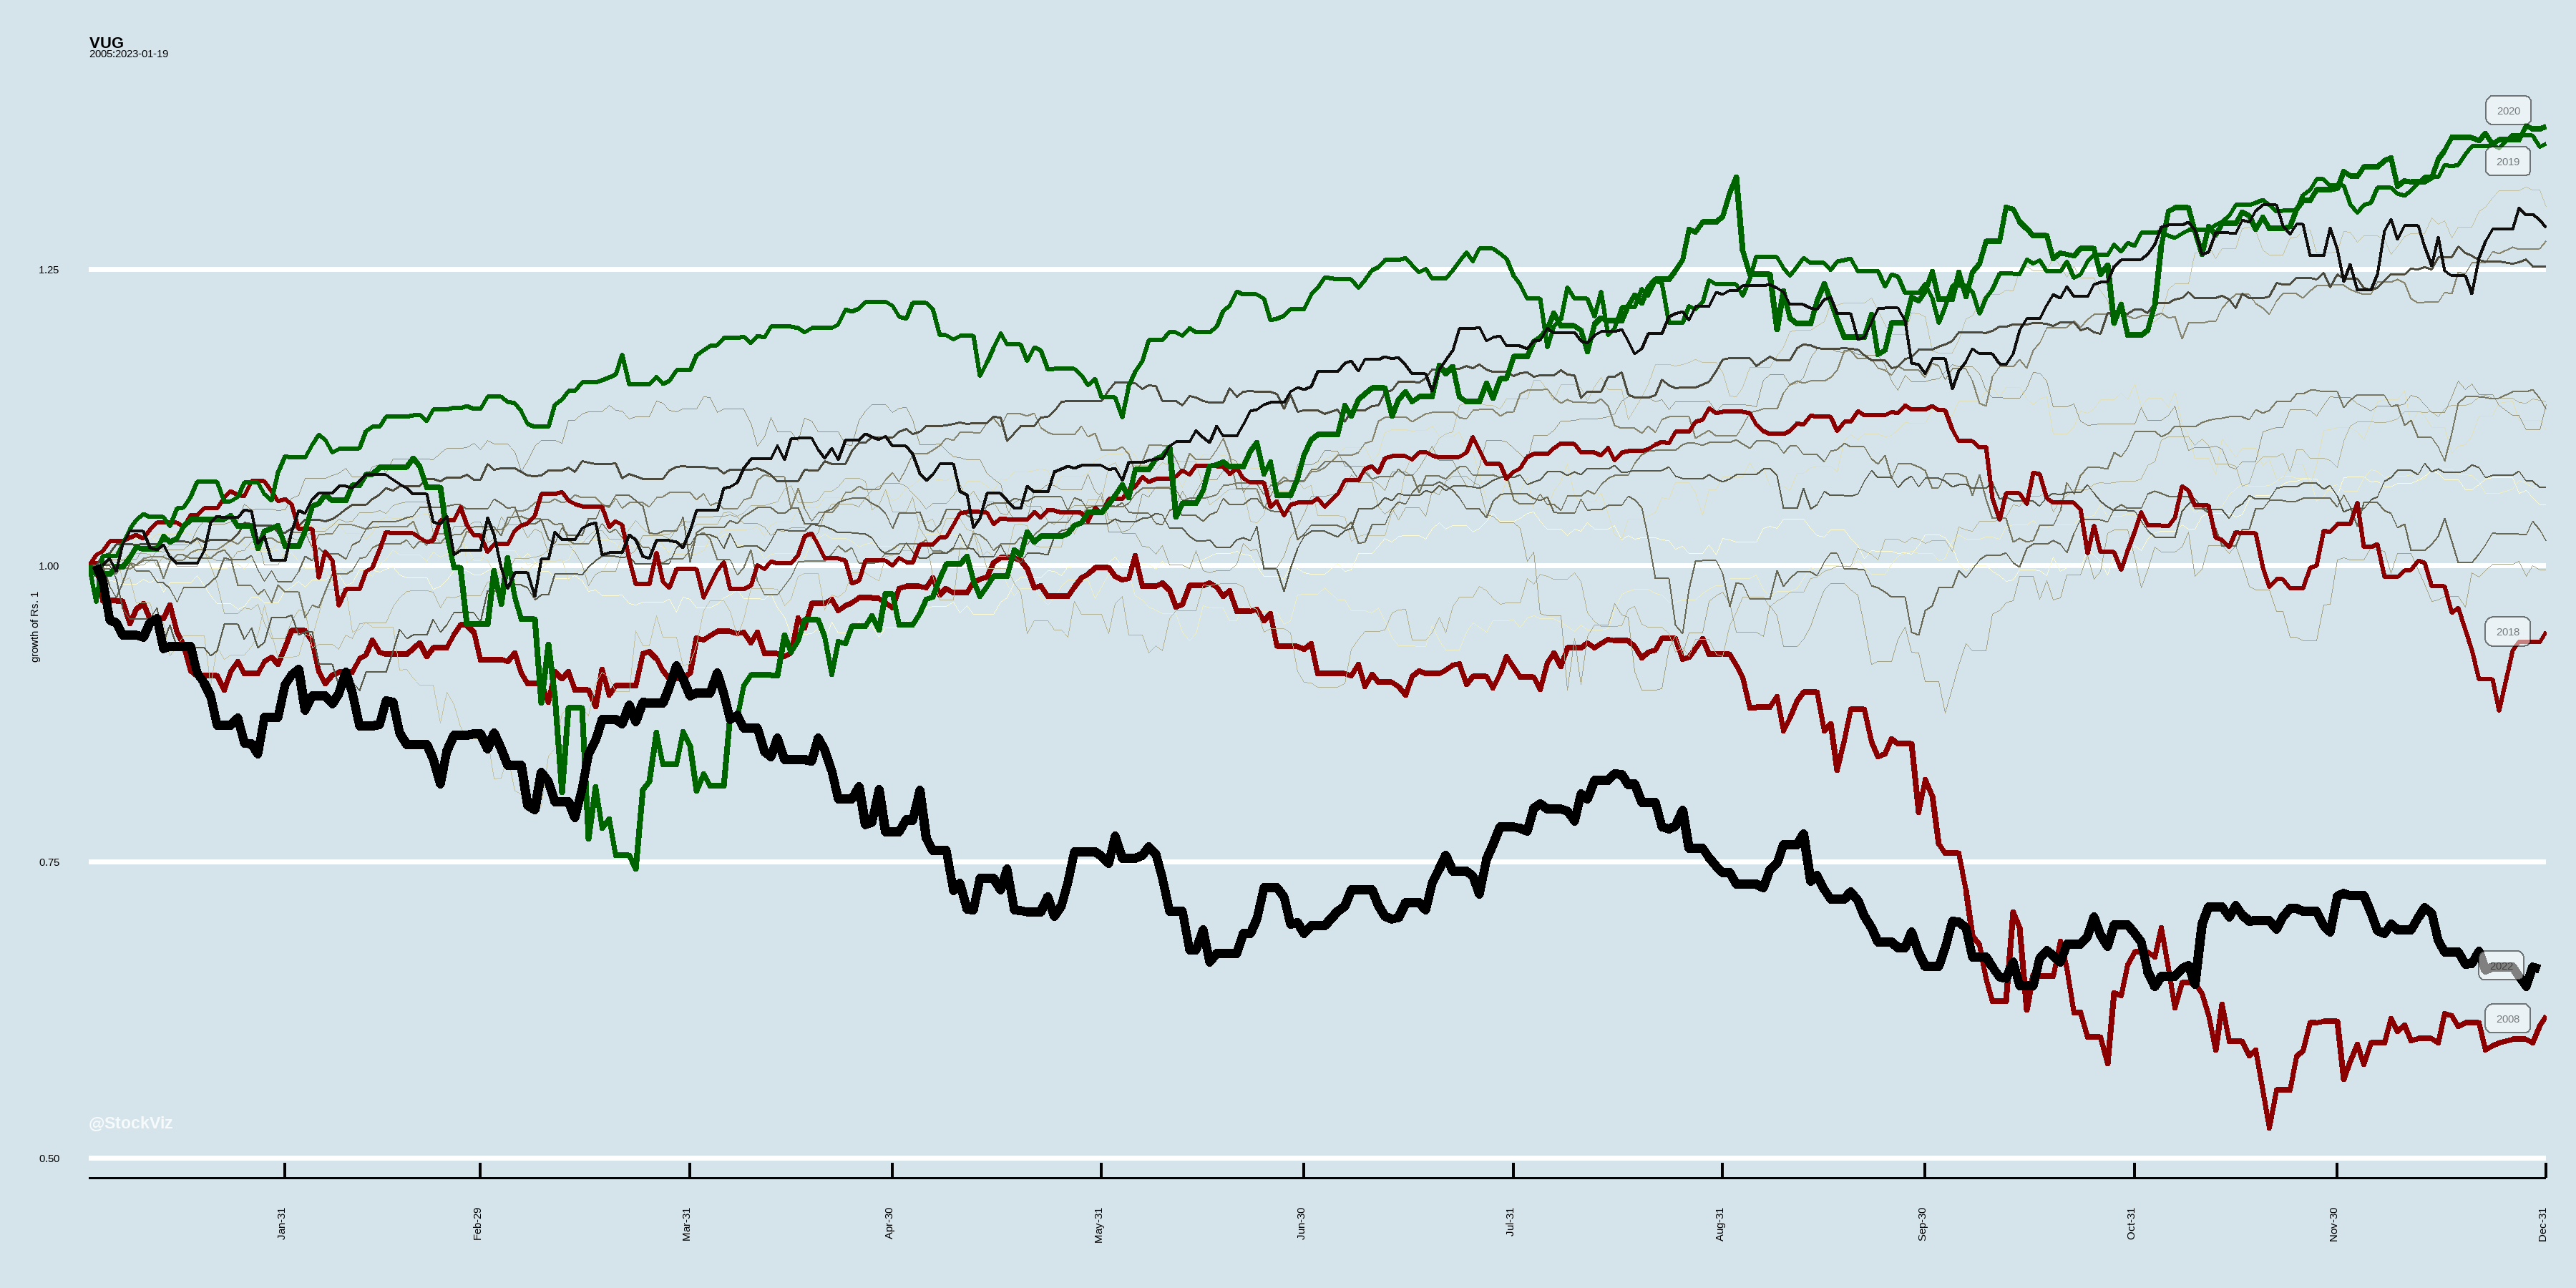 VUG
2005:2023-01-19
2020
2019
1.25
1.00
growth of Rs. 1
2018
0.75
2022
2008
@StockViz
0.50
Jan-31
Feb-29
Mar-31
Apr-30
May-31
Jun-30
Jul-31
Aug-31
Sep-30
Oct-31
Nov-30
Dec-31